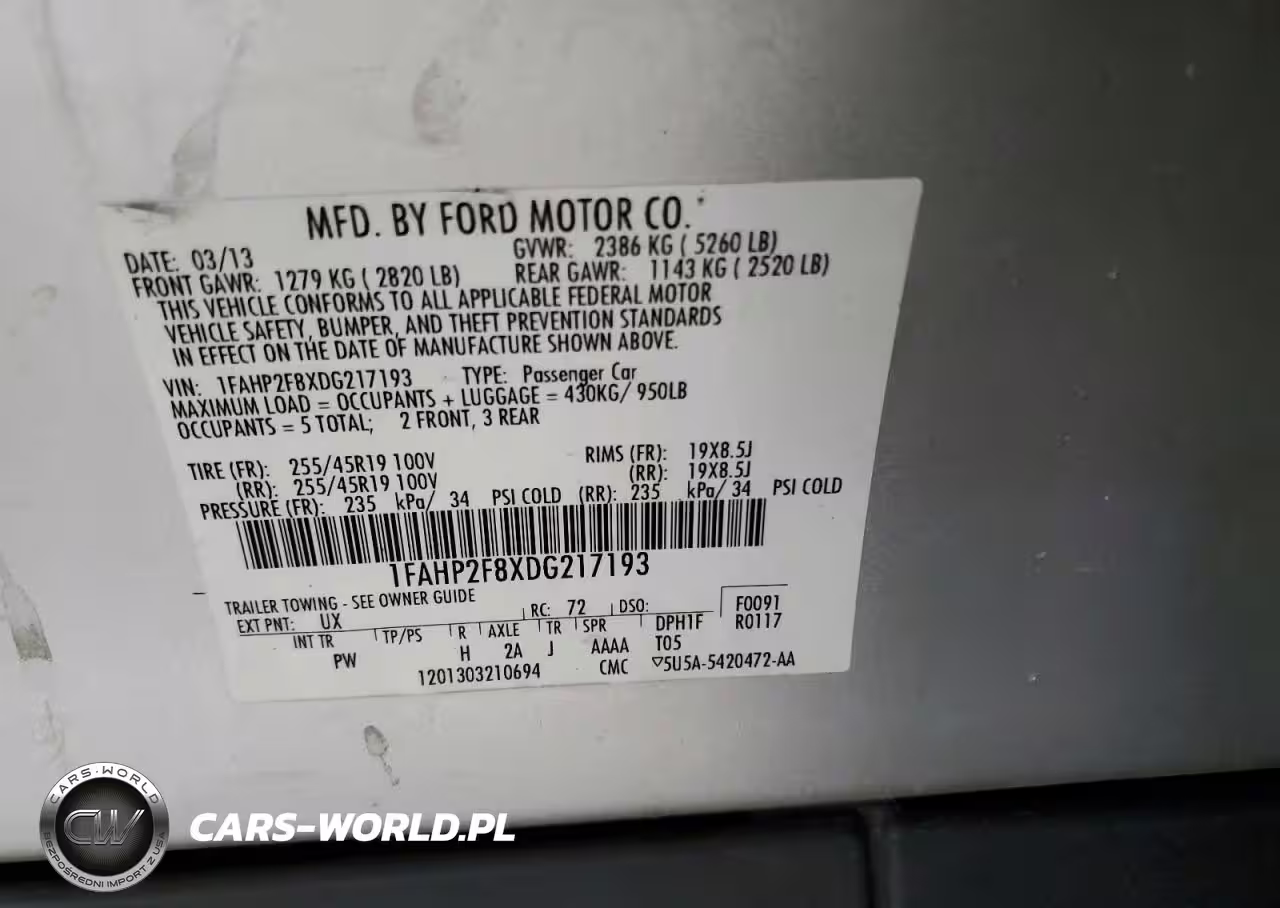 MFD. BY FORD MOTOR CO.
DATE: 03/13 GVWR: 2386 KG ( 5260 LB)
FRONT GAWR: 1279 KG ( 2820 LB) REAR GAWR: 1143 KG ( 2520 LB)
THIS VEHICLE CONFORMS TO ALL APPLICABLE FEDERAL MOTOR
VEHICLE SAFETY, BUMPER, AND THEFT PREVENTION STANDARDS
IN EFFECT ON THE DATE OF MANUFACTURE SHOWN ABOVE.
VIN: 1FAHP2F8XDG217193 TYPE: Passenger Car
MAXIMUM LOAD = OCCUPANTS + LUGGAGE = 430KG/ 950LB
OCCUPANTS = 5 TOTAL; 2 FRONT, 3 REAR
TIRE (FR): 255/45R19 100V RIMS (FR): 19X8.5J
(RR): 255/45R19 100V (RR): 19X8.5J
PRESSURE (FR): 235 kPa/ 34 PSI COLD (RR): 235 kPa/ 34 PSI COLD
1FAHP2F8XDG217193
TRAILER TOWING - SEE OWNER GUIDE
EXT PNT: UX RC: 72 DSO: F0091
INT TR TP/PS R AXLE TR SPR DPH1F R0117
PW H 2A J AAAA T05
1201303210694 CMC ▽5U5A-5420472-AA
CARS-WORLD
CW
BEZPOŚREDNI IMPORT Z USA
CARS-WORLD.PL